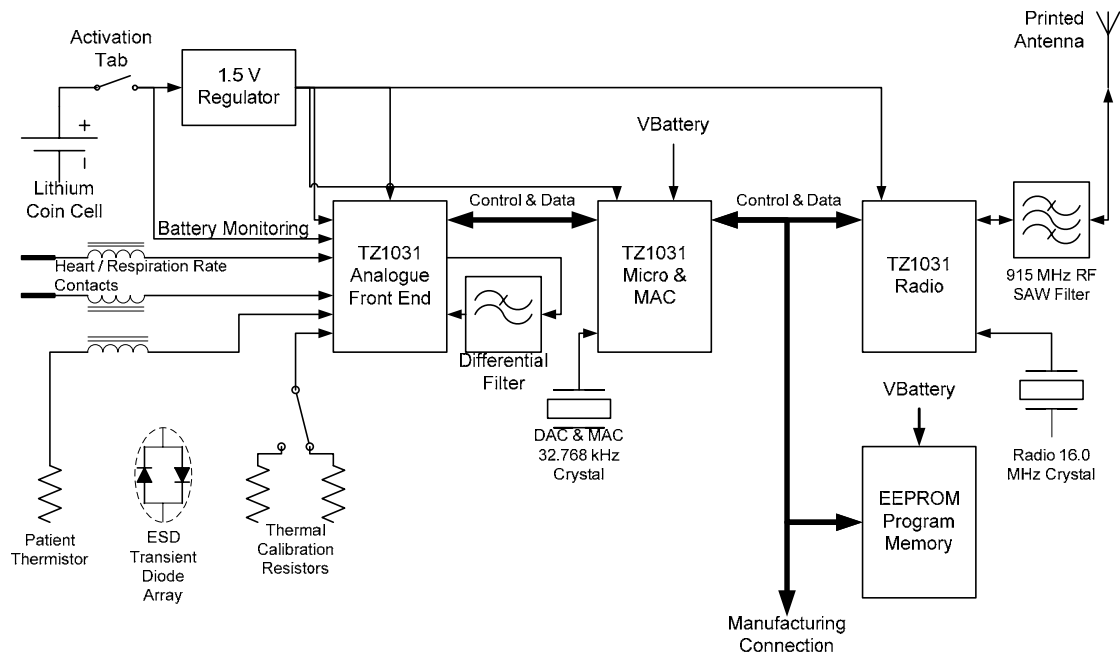 Activation
Tab
1.5 V
Regulator
Printed
Antenna
VBattery
+
–
Lithium
Coin Cell
Battery Monitoring
Control & Data
Control & Data
Heart / Respiration Rate
Contacts
TZ1031
Analogue
Front End
TZ1031
Micro &
MAC
TZ1031
Radio
915 MHz RF
SAW Filter
Differential
Filter
DAC & MAC
32.768 kHz
Crystal
VBattery
Radio 16.0
MHz Crystal
EEPROM
Program
Memory
Patient
Thermistor
ESD
Transient
Diode
Array
Thermal
Calibration
Resistors
Manufacturing
Connection